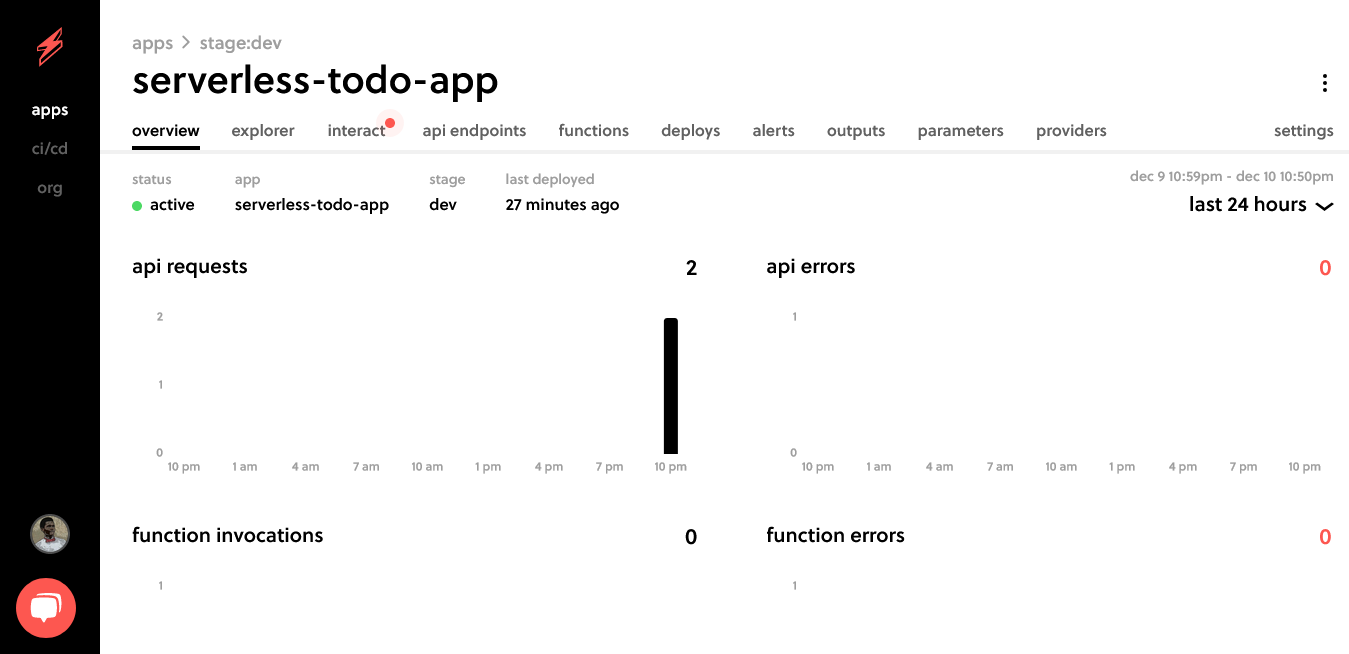 apps
ci/cd
org
apps > stage:dev
serverless-todo-app
overview explorer interact api endpoints functions deploys alerts outputs parameters providers settings
status app stage last deployed dec 9 10:59pm - dec 10 10:50pm
active serverless-todo-app dev 27 minutes ago last 24 hours
api requests 2
2
1
0
10 pm 1 am 4 am 7 am 10 am 1 pm 4 pm 7 pm 10 pm
api errors 0
1
0
10 pm 1 am 4 am 7 am 10 am 1 pm 4 pm 7 pm 10 pm
function invocations 0
1
function errors 0
1